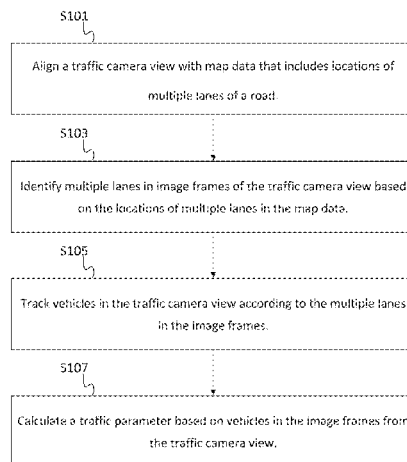 S101
Align a traffic camera view with map data that includes locations of
multiple lanes of a road.
S103
Identify multiple lanes in image frames of the traffic camera view based
on the locations of multiple lanes in the map data.
S105
Track vehicles in the traffic camera view according to the multiple lanes
in the image frames.
S107
Calculate a traffic parameter based on vehicles in the image frames from
the traffic camera view.